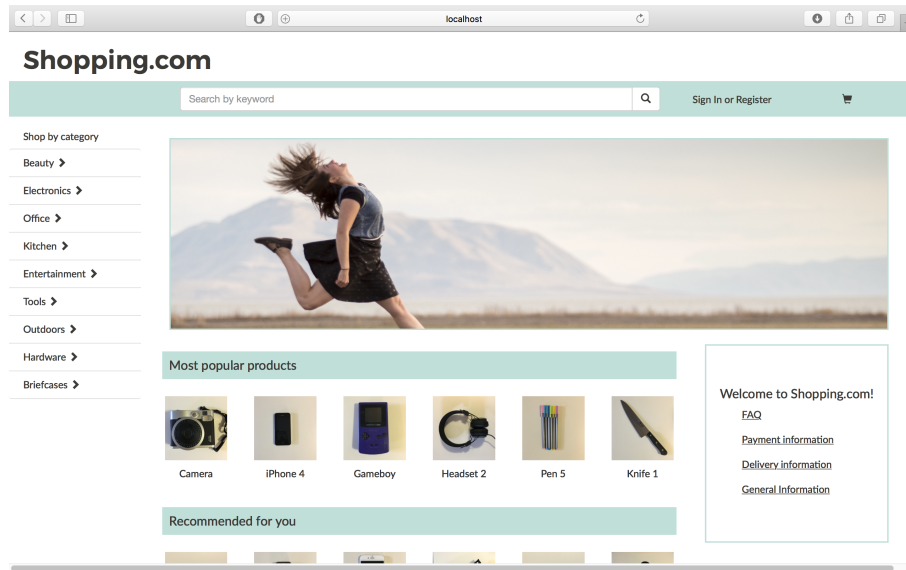 localhost
Shopping.com
Search by keyword
Sign In or Register
Shop by category
Beauty
Electronics
Office
Kitchen
Entertainment
Tools
Outdoors
Hardware
Briefcases
Most popular products
Camera
iPhone 4
Gameboy
Headset 2
Pen 5
Knife 1
Recommended for you
Welcome to Shopping.com!
FAQ
Payment information
Delivery information
General Information